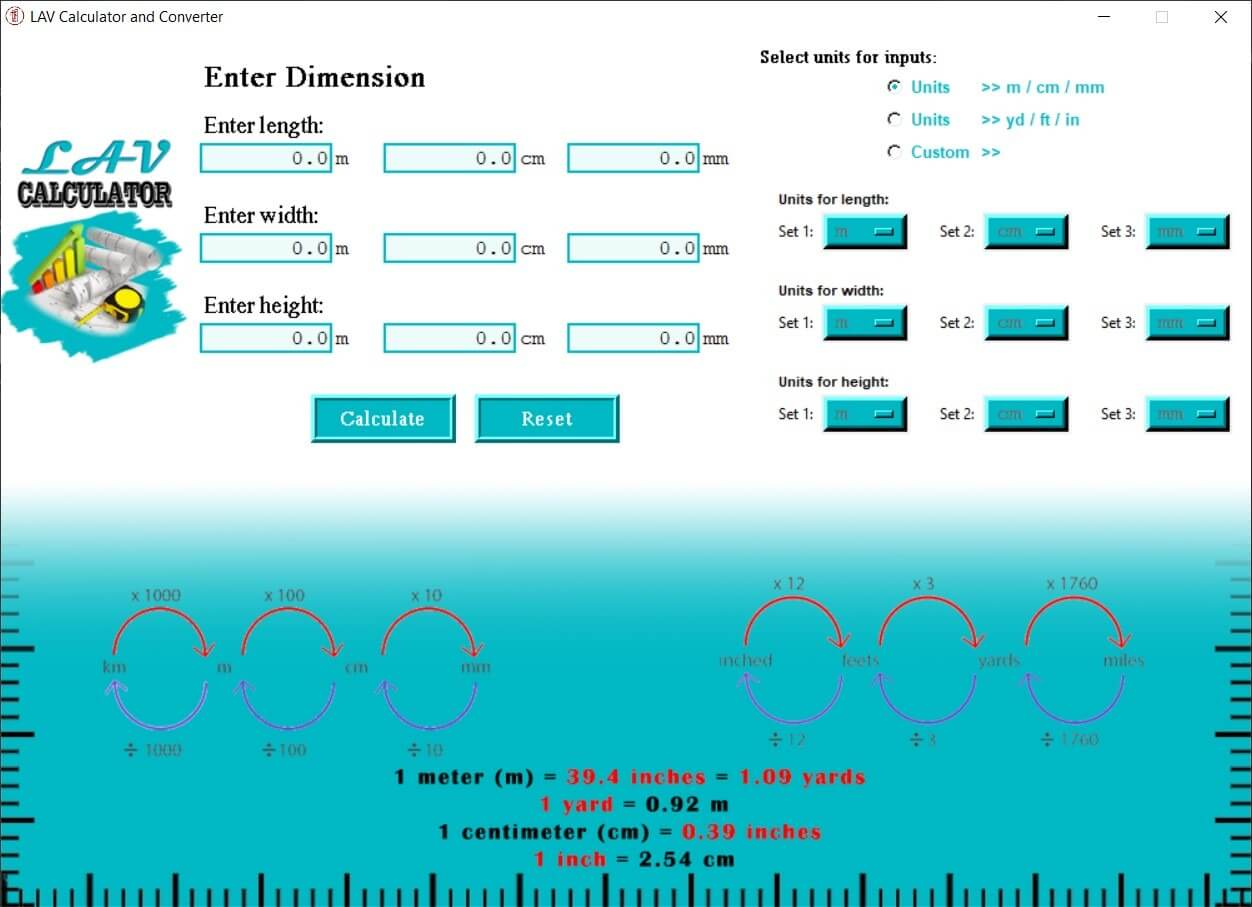 LAV Calculator and Converter
Enter Dimension
Enter length:
0.0 m 0.0 cm 0.0 mm
Enter width:
0.0 m 0.0 cm 0.0 mm
Enter height:
0.0 m 0.0 cm 0.0 mm
Calculate Reset
LAV
CALCULATOR
Select units for inputs:
Units >> m / cm / mm
Units >> yd / ft / in
Custom >>
Units for length:
Set 1: m Set 2: cm Set 3: mm
Units for width:
Set 1: m Set 2: cm Set 3: mm
Units for height:
Set 1: m Set 2: cm Set 3: mm
x 1000 x 100 x 10
km m cm mm
÷ 1000 ÷100 ÷10
x 12 x 3 x 1760
inched feets yards miles
÷ 12 ÷ 3 ÷ 1760
1 meter (m) = 39.4 inches = 1.09 yards
1 yard = 0.92 m
1 centimeter (cm) = 0.39 inches
1 inch = 2.54 cm